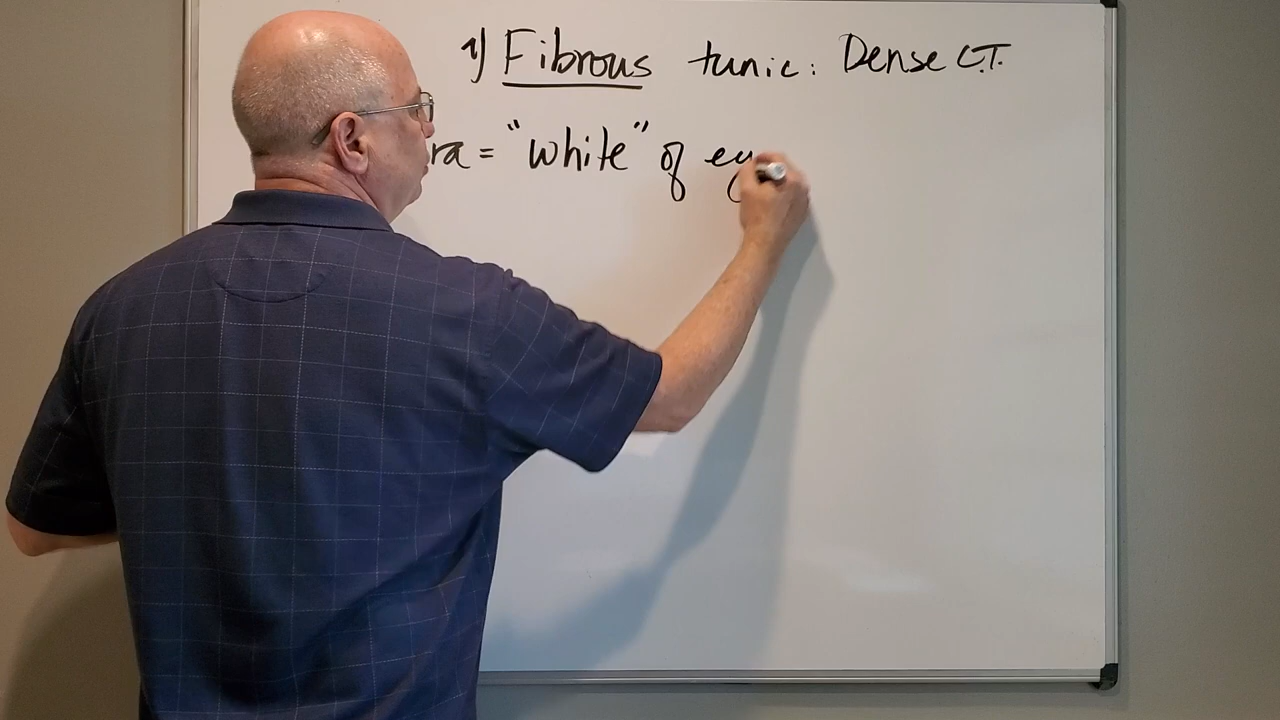 1) Fibrous tunic: Dense C.T.
ra = "white" of ey